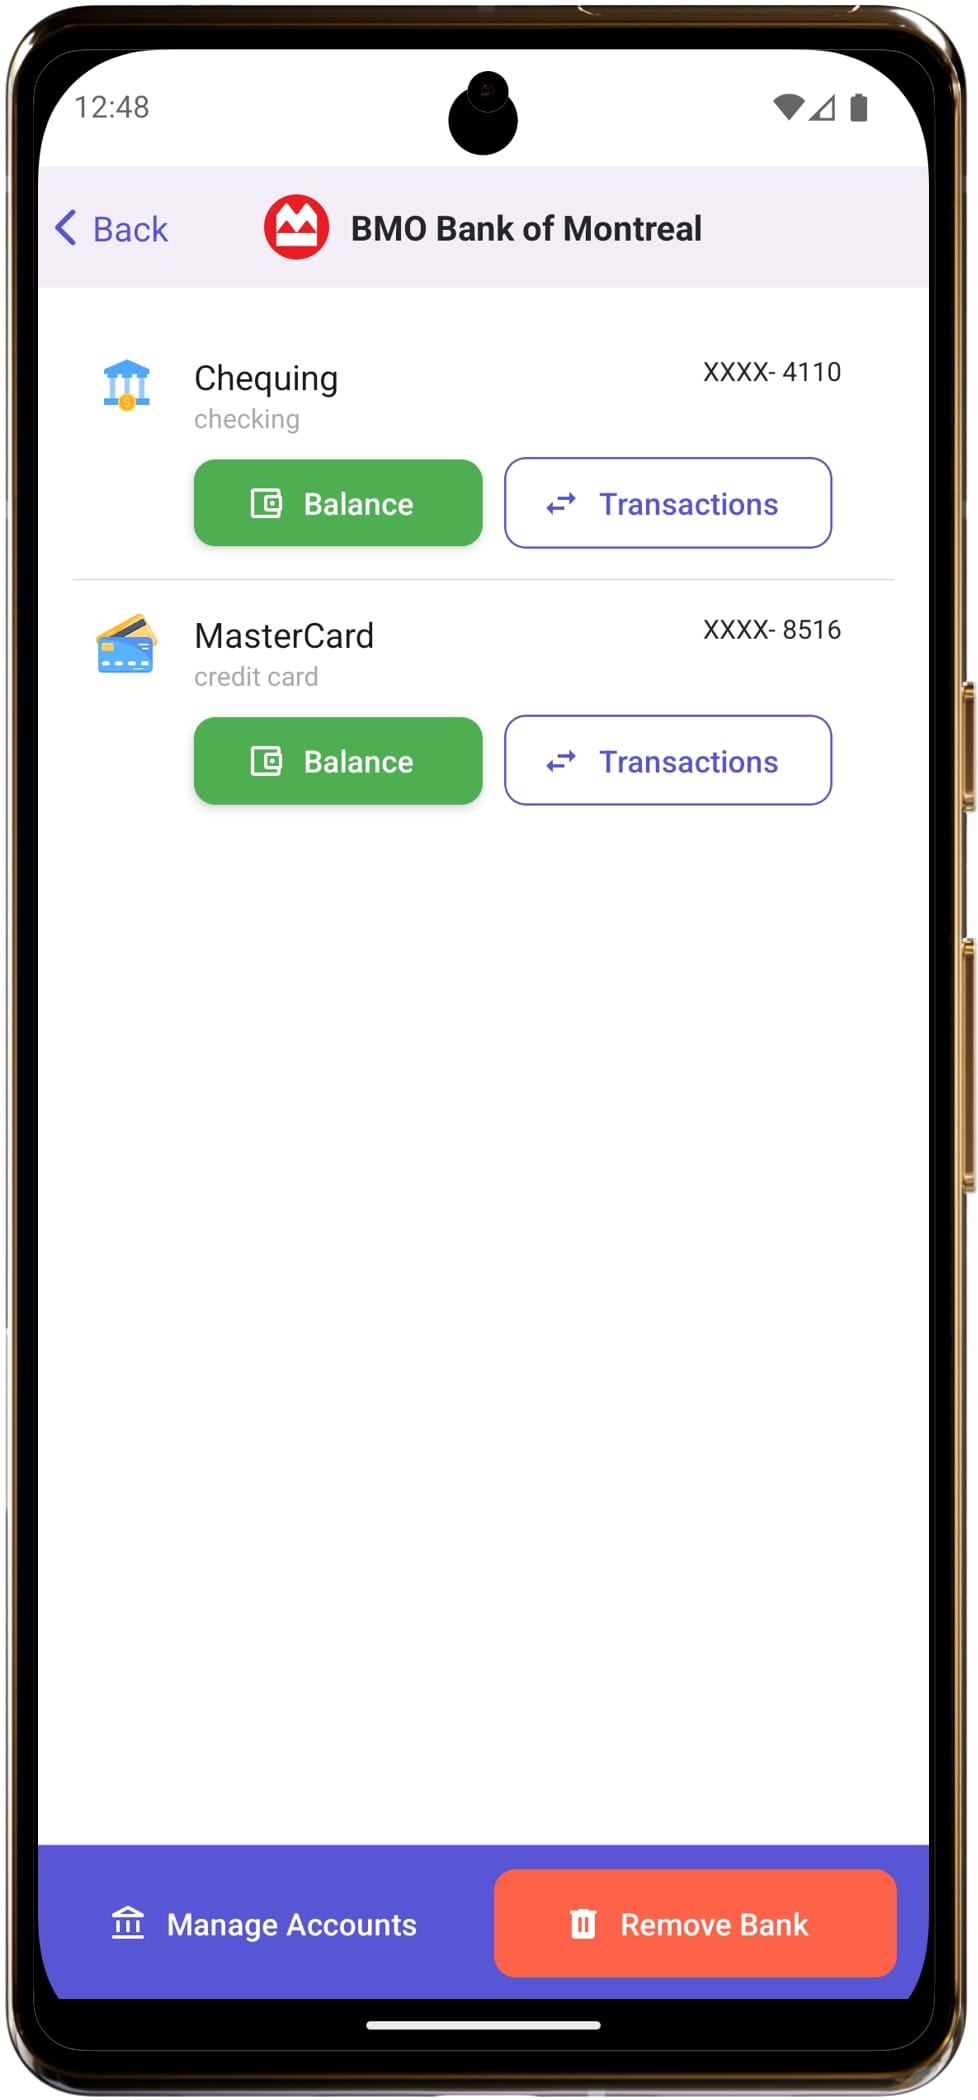 12:48
Back
BMO Bank of Montreal
Chequing
XXXX- 4110
checking
Balance
Transactions
MasterCard
XXXX- 8516
credit card
Balance
Transactions
Manage Accounts
Remove Bank